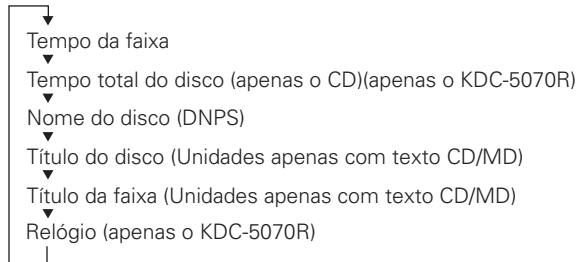 Tempo da faixa
Tempo total do disco (apenas o CD)(apenas o KDC-5070R)
Nome do disco (DNPS)
Título do disco (Unidades apenas com texto CD/MD)
Título da faixa (Unidades apenas com texto CD/MD)
Relógio (apenas o KDC-5070R)